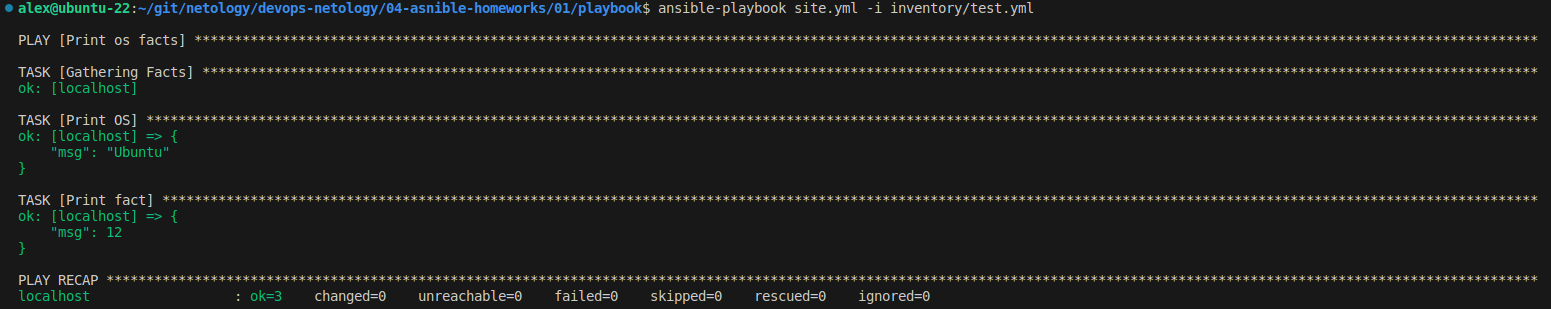 alex@ubuntu-22:~/git/netology/devops-netology/04-asnible-homeworks/01/playbook$ ansible-playbook site.yml -i inventory/test.yml
PLAY [Print os facts] ************************************************************************************************************************************************************************
TASK [Gathering Facts] ***********************************************************************************************************************************************************************
ok: [localhost]
TASK [Print OS] ******************************************************************************************************************************************************************************
ok: [localhost] => {
    "msg": "Ubuntu"
}
TASK [Print fact] ****************************************************************************************************************************************************************************
ok: [localhost] => {
    "msg": 12
}
PLAY RECAP ***********************************************************************************************************************************************************************************
localhost                  : ok=3    changed=0    unreachable=0    failed=0    skipped=0    rescued=0    ignored=0